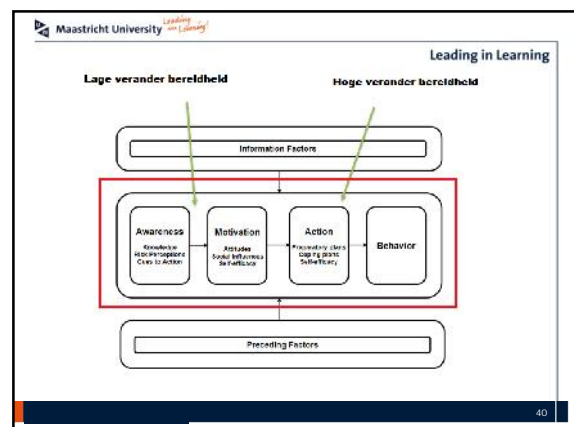 Maastricht University
Leading
in Learning!
Leading in Learning
Lage verander bereidheid
Hoge verander bereidheid
Information Factors
Awareness
Knowledge
Risk Perceptions
Cues to Action
Motivation
Attitudes
Social Influences
Self-efficacy
Action
Preparatory plans
Coping plans
Self-efficacy
Behavior
Preceding Factors
40